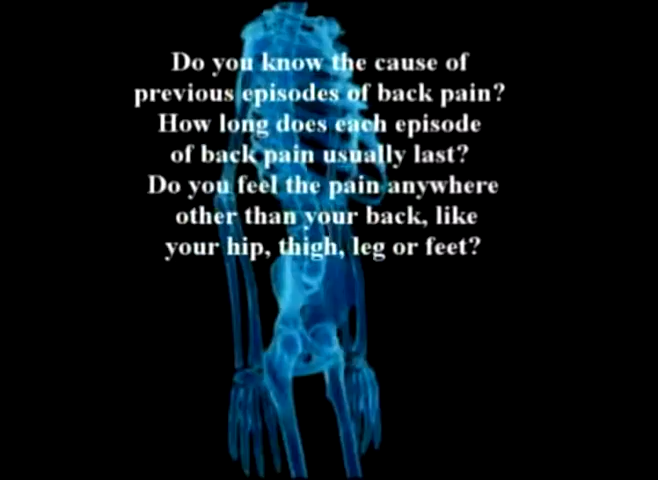 Do you know the cause of
previous episodes of back pain?
How long does each episode
of back pain usually last?
Do you feel the pain anywhere
other than your back, like
your hip, thigh, leg or feet?